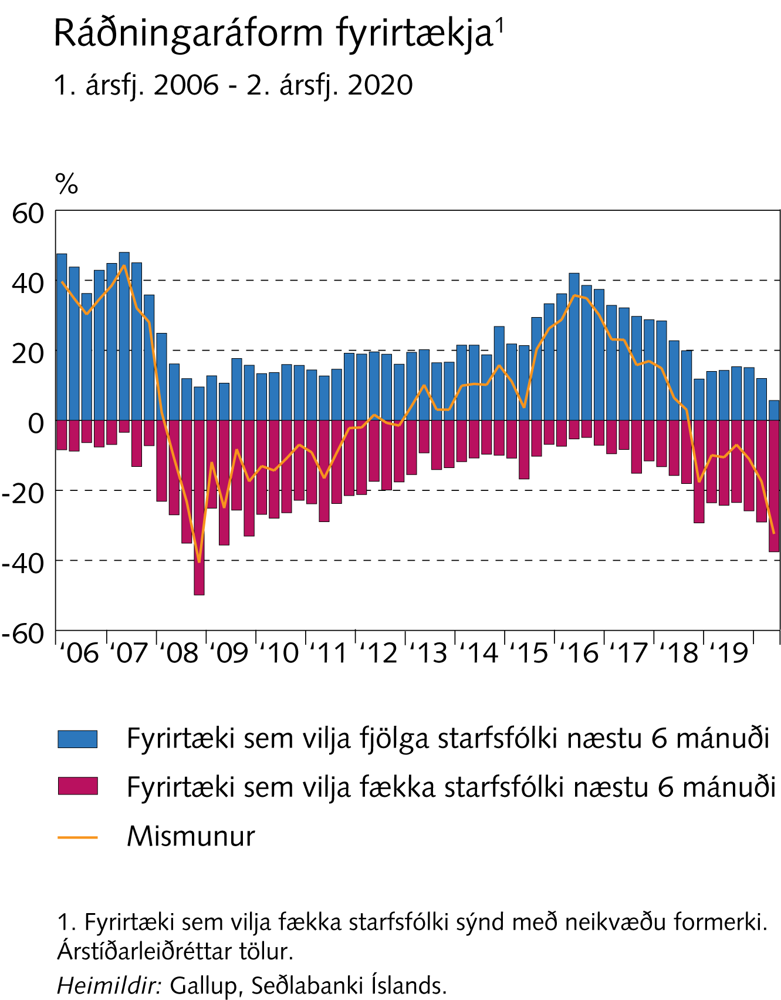 Ráðningaráform fyrirtækja¹
1. ársfj. 2006 - 2. ársfj. 2020
%
60
40
20
0
-20
-40
-60
‘06 ‘07 ‘08 ‘09 ‘10 ‘11 ‘12 ‘13 ‘14 ‘15 ‘16 ‘17 ‘18 ‘19
Fyrirtæki sem vilja fjölga starfsfólki næstu 6 mánuði
Fyrirtæki sem vilja fækka starfsfólki næstu 6 mánuði
Mismunur
1. Fyrirtæki sem vilja fækka starfsfólki sýnd með neikvæðu formerki.
Árstíðarleiðréttar tölur.
Heimildir: Gallup, Seðlabanki Íslands.